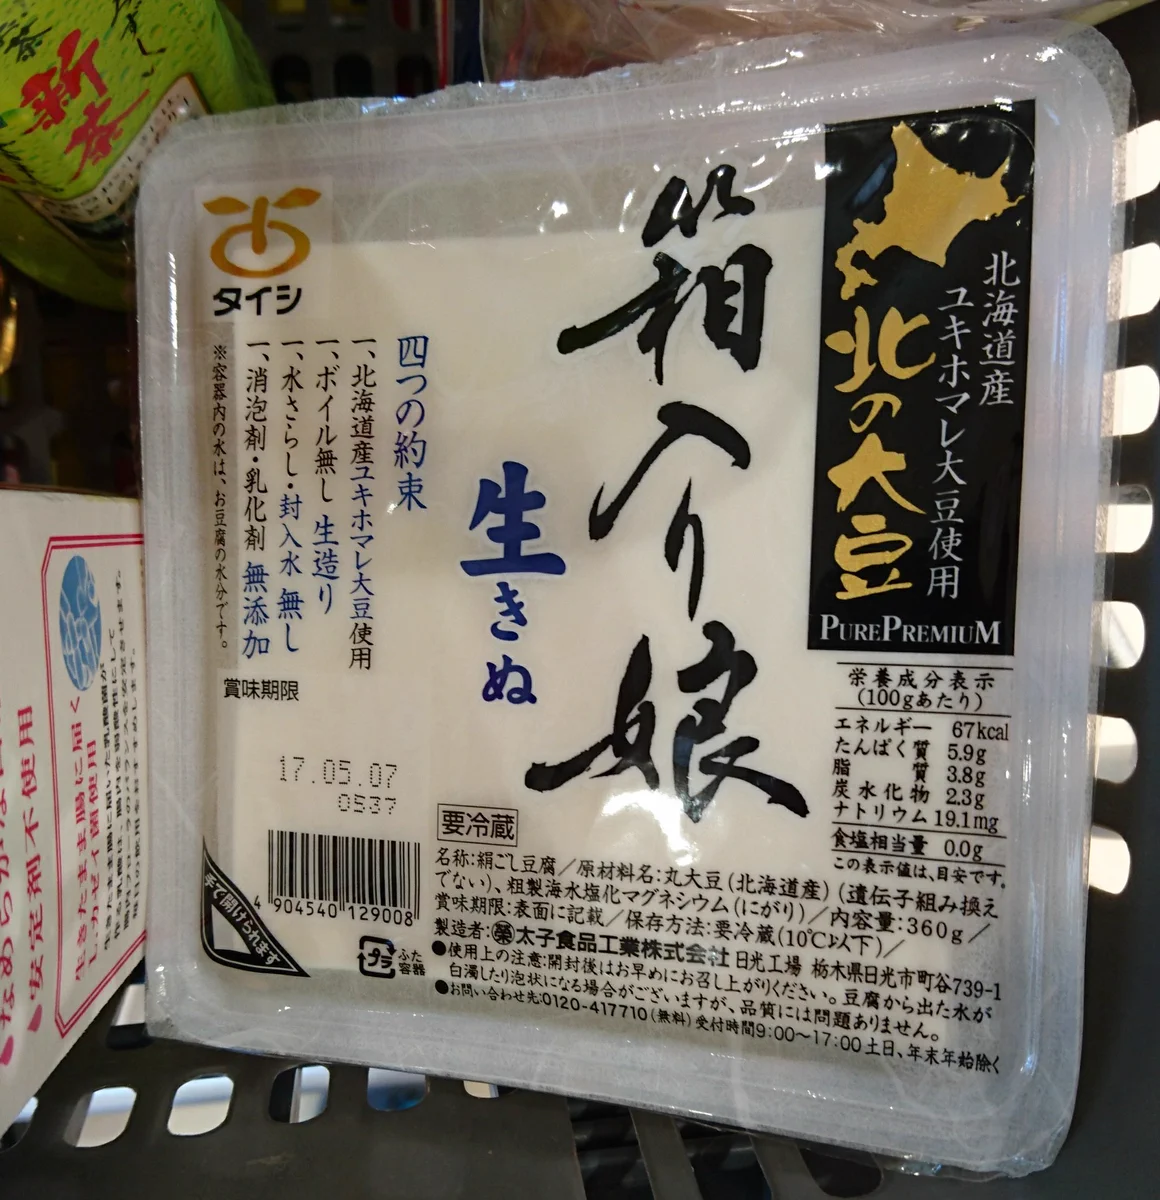 新
タイシ
箱入り娘
生きぬ
北海道産
ユキホマレ大豆使用
北の大豆
PUREPREMIUM
四つの約束
一、北海道産ユキホマレ大豆使用
一、ボイル無し 生造り
一、水さらし・封入水 無し
一、消泡剤・乳化剤 無添加
※容器内の水は、お豆腐の水分です。
賞味期限
17.05.07
0537
栄養成分表示
(100gあたり)
エネルギー 67kcal
たんぱく質 5.9g
脂質 3.8g
炭水化物 2.3g
ナトリウム 19.1mg
食塩相当量 0.0g
この表示値は、目安です。
要冷蔵
名称:絹ごし豆腐/原材料名:丸大豆(北海道産)(遺伝子組み換え
でない)、粗製海水塩化マグネシウム(にがり)/内容量:360g/
賞味期限:表面に記載/保存方法:要冷蔵(10℃以下)/
製造者:太子食品工業株式会社 日光工場 栃木県日光市町谷739-1
●使用上の注意:開封後はお早めにお召し上がりください。豆腐から出た水が
白濁したり泡状になる場合がございますが、品質には問題ありません。
●お問い合わせ先:0120-417710(無料)受付時間9:00〜17:00土日、年末年始除く
4 904540 129008
手で開けられます
プラ
ふた
容器
安定剤不使用
生きたまま腸に届く